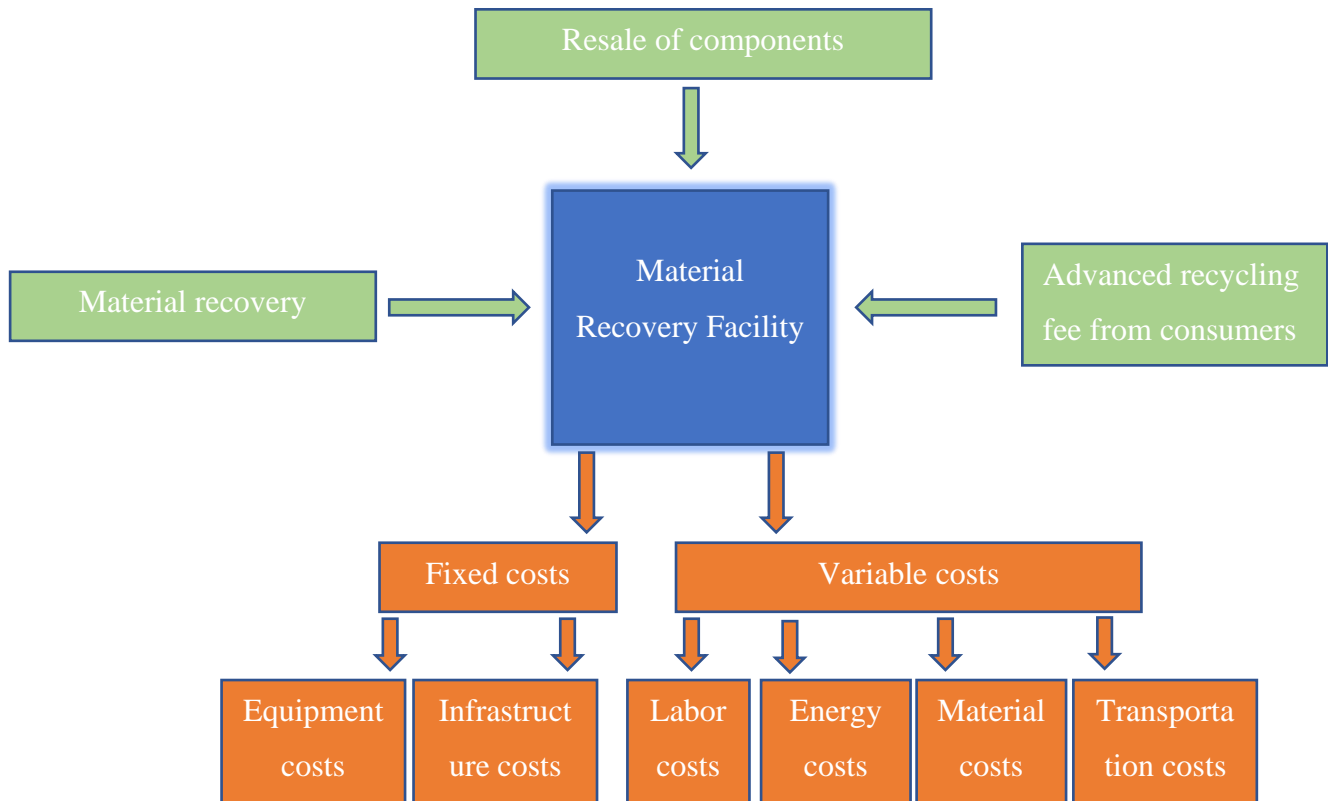 Resale of components
Material
Recovery Facility
Material recovery
Advanced recycling
fee from consumers
Fixed costs
Variable costs
Equipment
costs
Infrastruct
ure costs
Labor
costs
Energy
costs
Material
costs
Transporta
tion costs